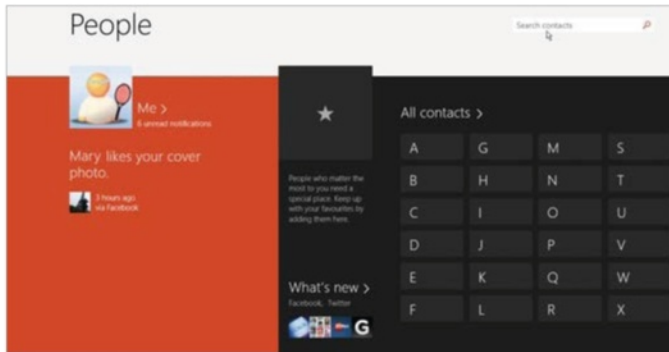 People
Search contacts
Me >
6 unread notifications
Mary likes your cover
photo.
3 hours ago
via Facebook
People who matter the
most to you need a
special place. Keep up
with your favourites by
adding them here.
What's new >
Facebook, Twitter
G
All contacts >
A G M S
B H N T
C I O U
D J P V
E K Q W
F L R X